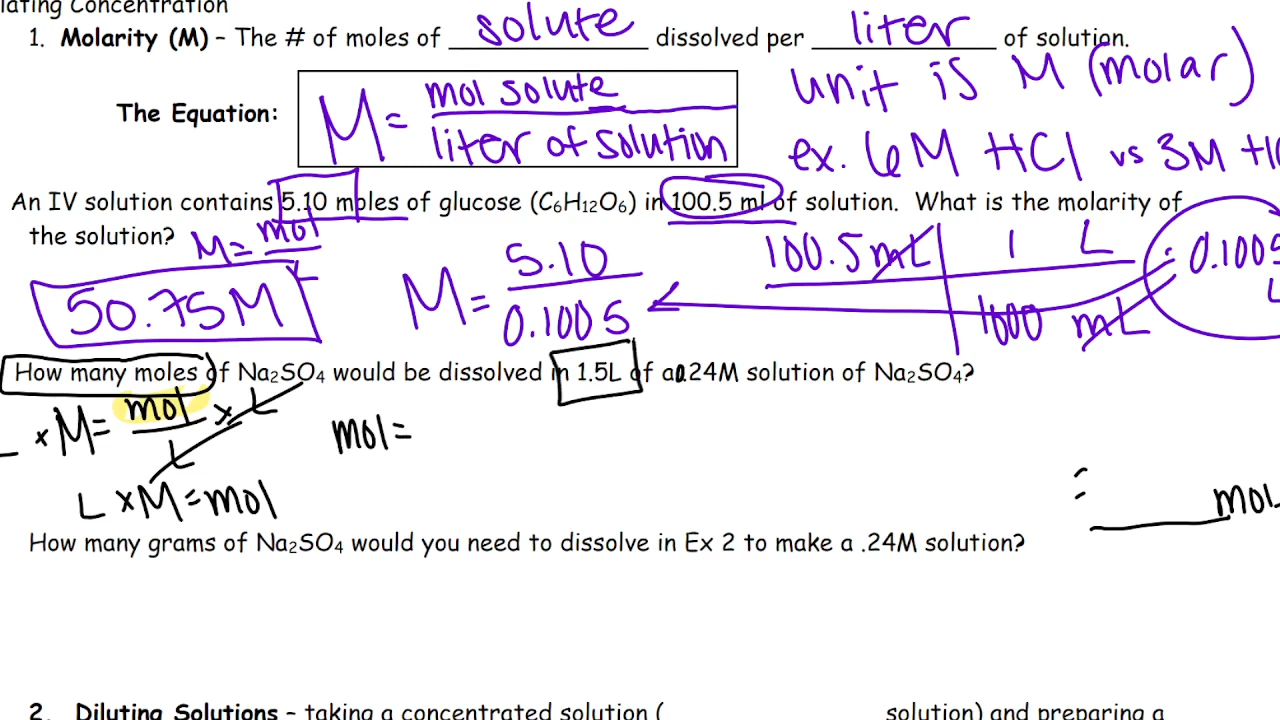 lating Concentration
1. Molarity (M) – The # of moles of solute dissolved per liter of solution.
unit is M (molar)
The Equation: M = mol solute / liter of solution
ex. 6M HCl vs 3M
An IV solution contains 5.10 moles of glucose (C₆H₁₂O₆) in 100.5 ml of solution. What is the molarity of
the solution? M = mol / L
50.75M
M = 5.10 / 0.1005
100.5 mL | 1 L
1000 mL
= 0.1005 L
How many moles of Na₂SO₄ would be dissolved in 1.5L of a 0.24M solution of Na₂SO₄?
L × M = mol / L × L
mol =
L × M = mol
= mol
How many grams of Na₂SO₄ would you need to dissolve in Ex 2 to make a .24M solution?
2. Diluting Solutions – taking a concentrated solution ( solution) and preparing a